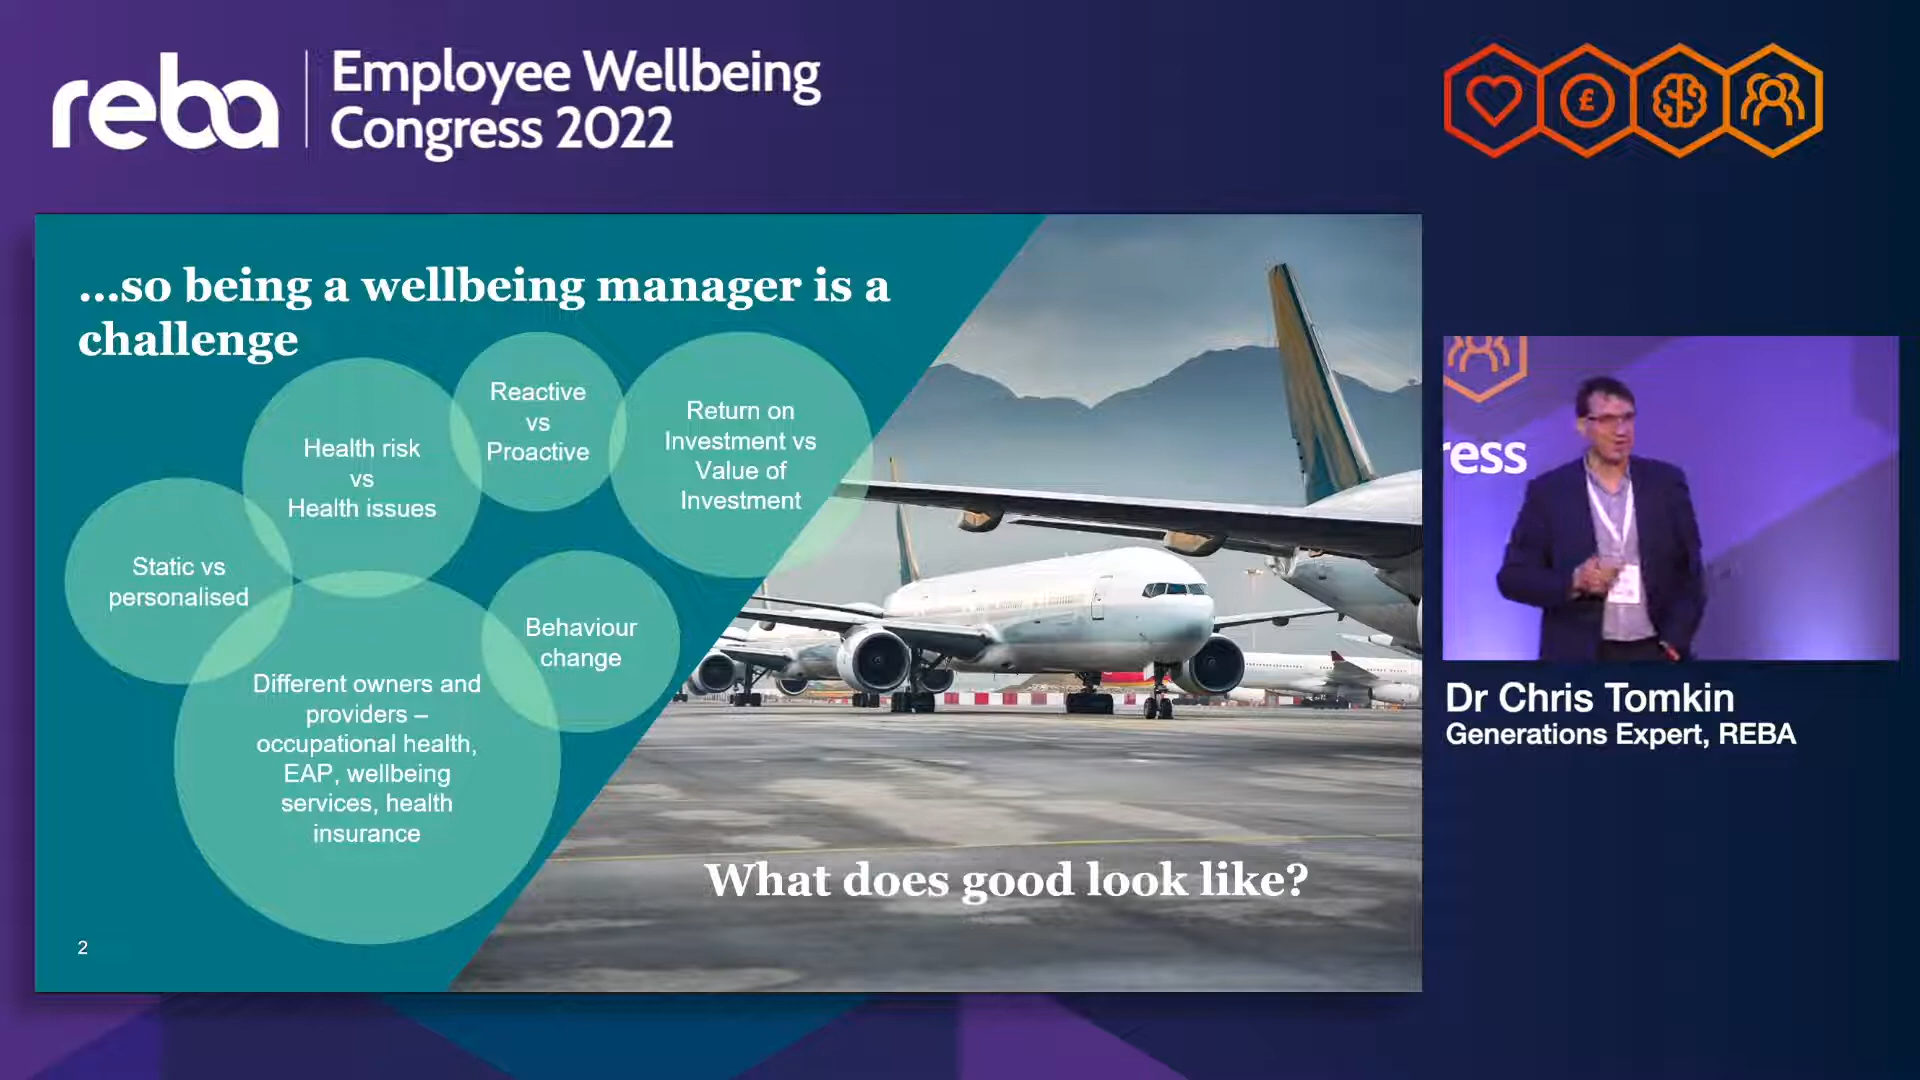 reba
Employee Wellbeing
Congress 2022
£
...so being a wellbeing manager is a
challenge
Reactive
vs
Proactive
Return on
Investment vs
Value of
Investment
Health risk
vs
Health issues
Static vs
personalised
Behaviour
change
Different owners and
providers –
occupational health,
EAP, wellbeing
services, health
insurance
What does good look like?
2
ress
Dr Chris Tomkin
Generations Expert, REBA